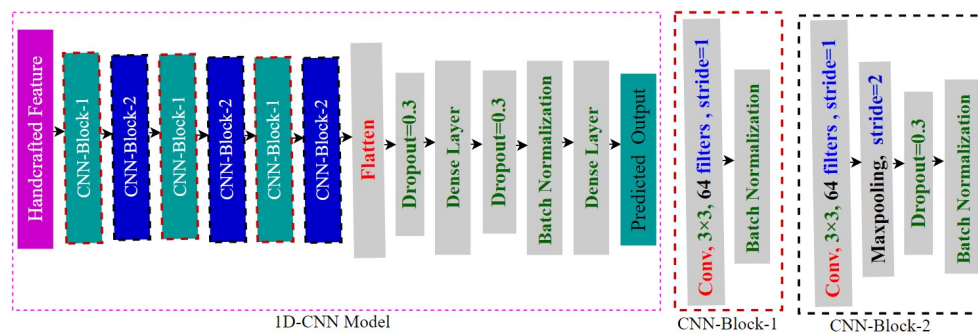 Handcrafted Feature
CNN-Block-1
CNN-Block-2
CNN-Block-1
CNN-Block-2
CNN-Block-1
CNN-Block-2
Flatten
Dropout=0.3
Dense Layer
Dropout=0.3
Batch Normalization
Dense Layer
Predicted Output
1D-CNN Model
Conv, 3×3, 64 filters , stride=1
Batch Normalization
CNN-Block-1
Conv, 3×3, 64 filters , stride=1
Maxpooling, stride=2
Dropout=0.3
Batch Normalization
CNN-Block-2